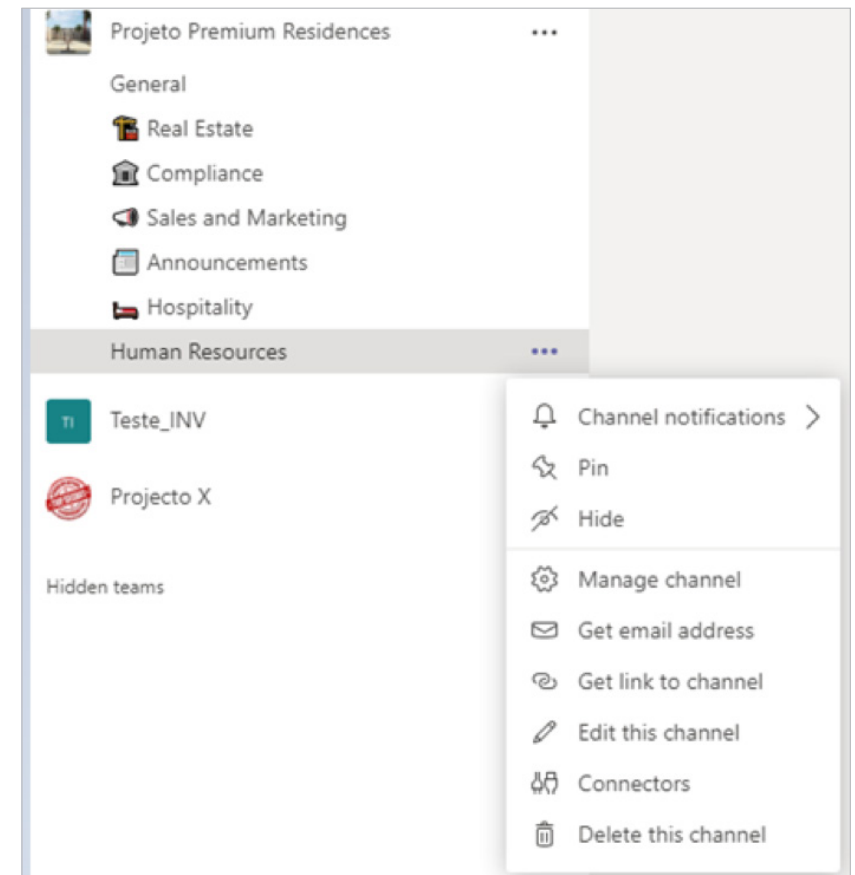 Projeto Premium Residences
General
Real Estate
Compliance
Sales and Marketing
Announcements
Hospitality
Human Resources
TI Teste_INV
Projecto X
Hidden teams
Channel notifications
Pin
Hide
Manage channel
Get email address
Get link to channel
Edit this channel
Connectors
Delete this channel